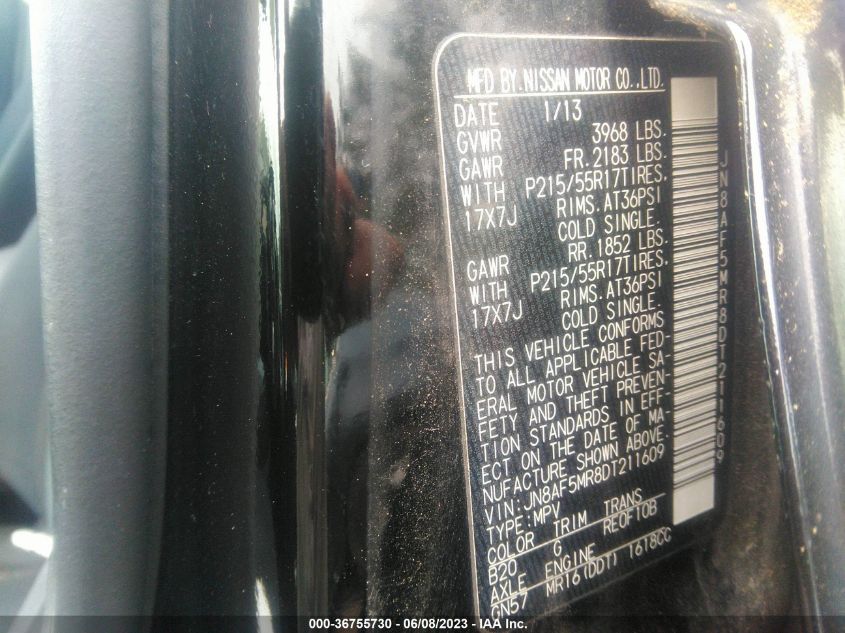 MFD BY. NISSAN MOTOR CO., LTD.
DATE 1/13
GVWR 3968 LBS.
GAWR FR. 2183 LBS.
WITH P215/55R17TIRES.
17X7J RIMS. AT36PSI
COLD SINGLE.
GAWR RR. 1852 LBS.
WITH P215/55R17TIRES.
17X7J RIMS. AT36PSI
COLD SINGLE.
THIS VEHICLE CONFORMS
TO ALL APPLICABLE FED-
ERAL MOTOR VEHICLE SA-
FETY AND THEFT PREVEN-
TION STANDARDS IN EFF-
ECT ON THE DATE OF MA-
NUFACTURE SHOWN ABOVE.
VIN: JN8AF5MR8DT211609
TYPE: MPV
COLOR TRIM TRANS
B20 G RE0F10B
AXLE ENGINE
GN57 MR16(DDT) 1618CC
JN8AF5MR8DT211609
000-36755730 - 06/08/2023 - IAA Inc.